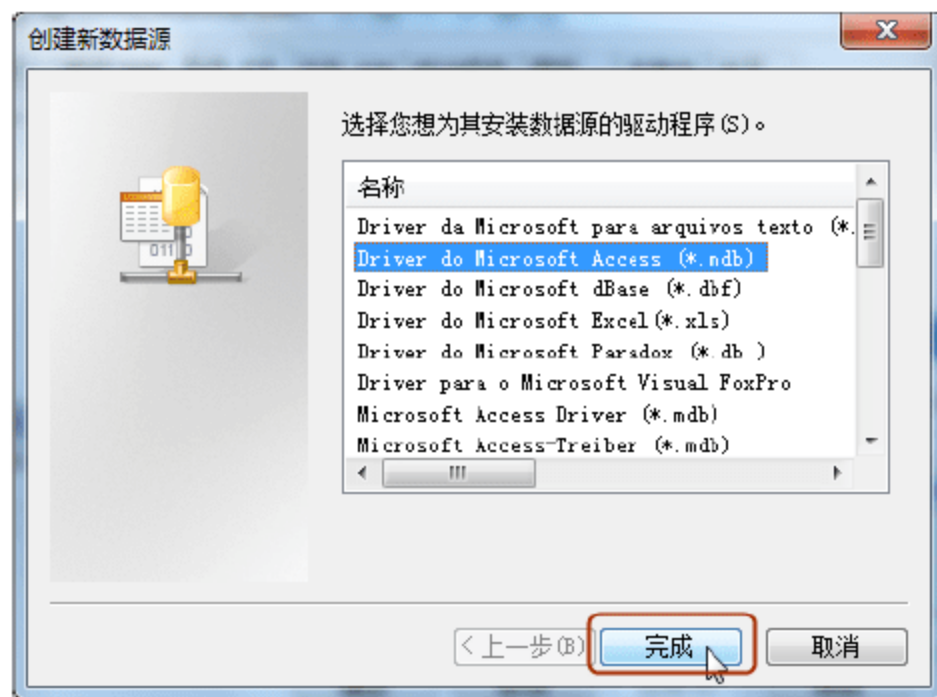 创建新数据源
选择您想为其安装数据源的驱动程序(S)。
名称
Driver da Microsoft para arquivos texto (*.
Driver do Microsoft Access (*.mdb)
Driver do Microsoft dBase (*.dbf)
Driver do Microsoft Excel(*.xls)
Driver do Microsoft Paradox (*.db )
Driver para o Microsoft Visual FoxPro
Microsoft Access Driver (*.mdb)
Microsoft Access-Treiber (*.mdb)
<上一步(B)
完成
取消